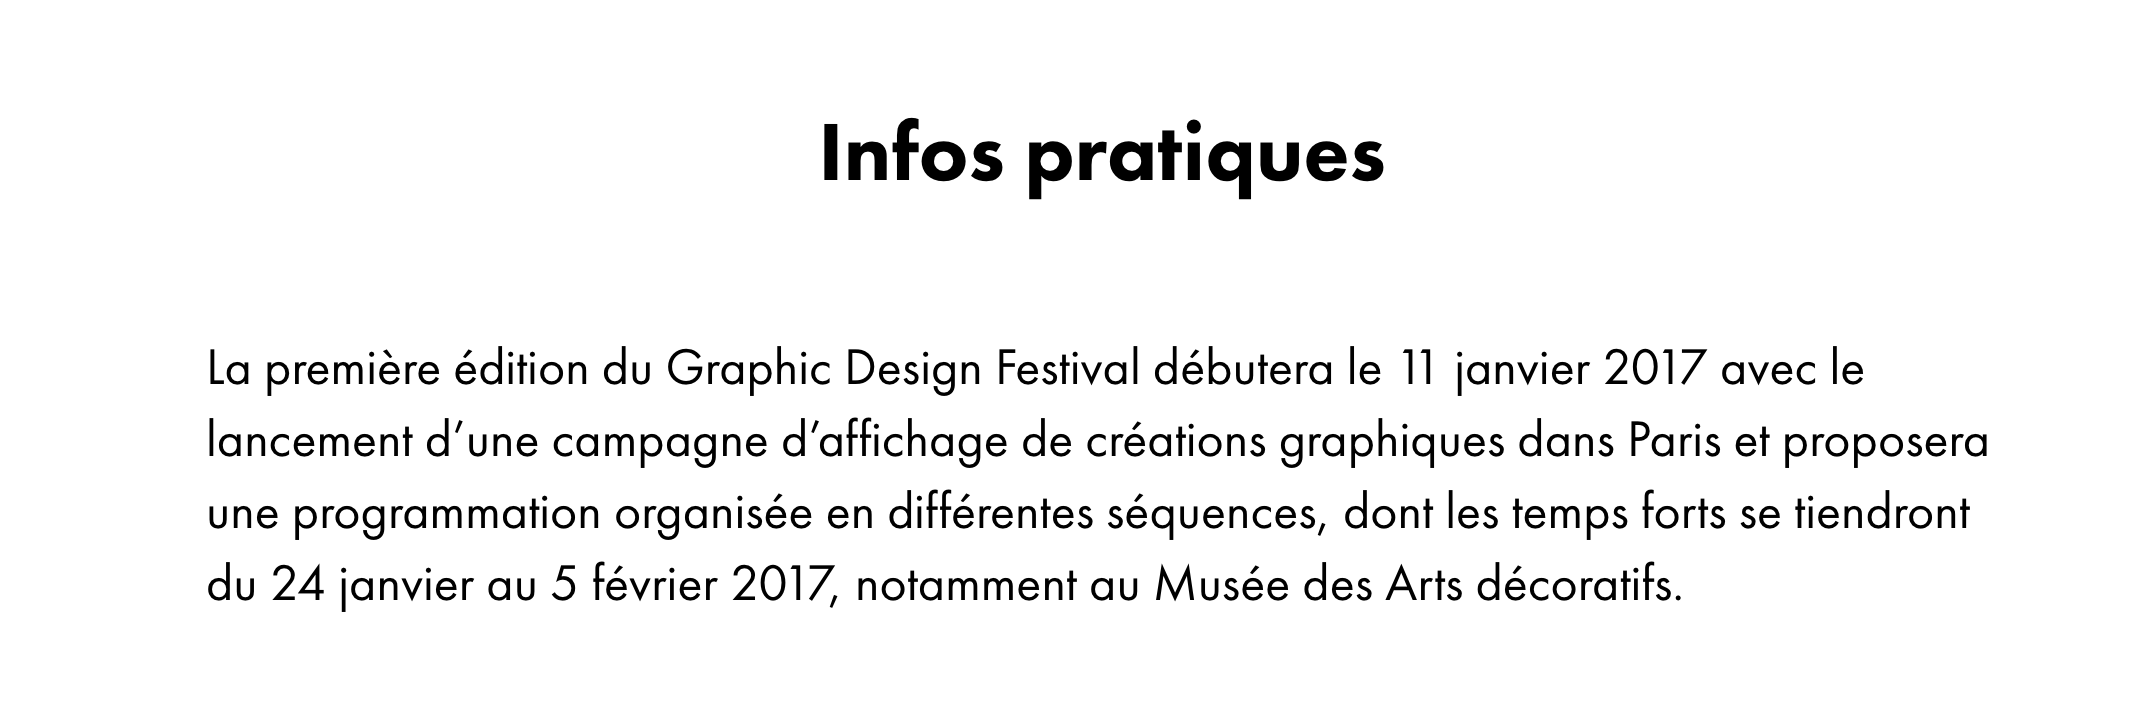 Infos pratiques
La première édition du Graphic Design Festival débutera le 11 janvier 2017 avec le
lancement d’une campagne d’affichage de créations graphiques dans Paris et proposera
une programmation organisée en différentes séquences, dont les temps forts se tiendront
du 24 janvier au 5 février 2017, notamment au Musée des Arts décoratifs.